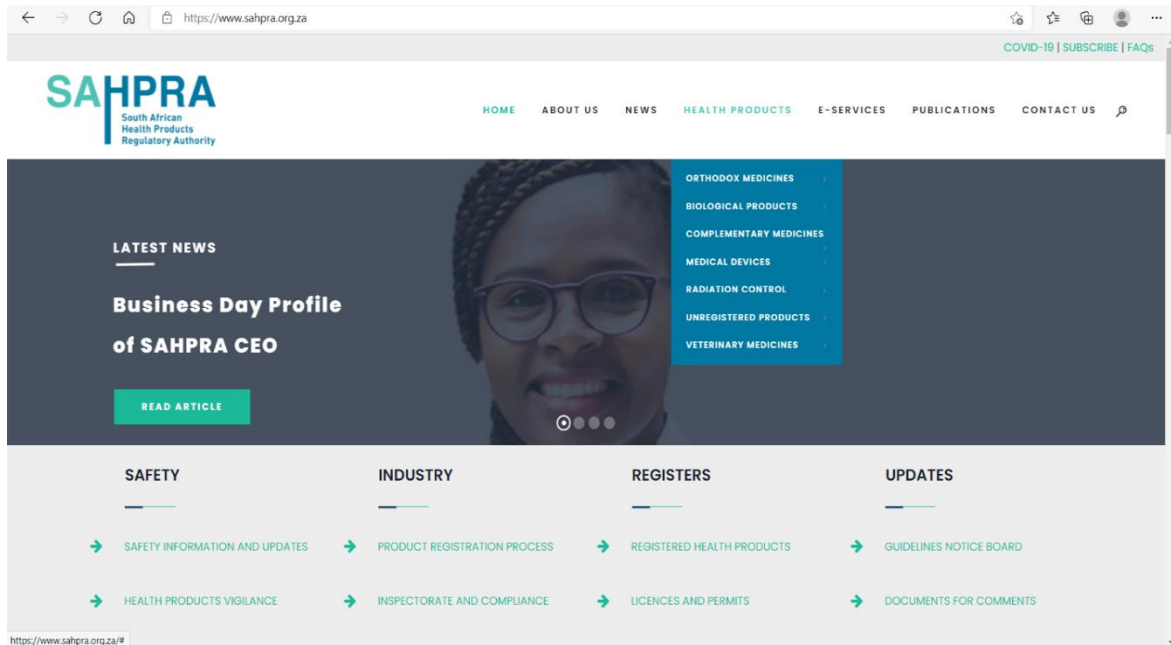 https://www.sahpra.org.za
COVID-19 | SUBSCRIBE | FAQs
SAHPRA
South African
Health Products
Regulatory Authority
HOME ABOUT US NEWS HEALTH PRODUCTS E-SERVICES PUBLICATIONS CONTACT US
ORTHODOX MEDICINES
BIOLOGICAL PRODUCTS
COMPLEMENTARY MEDICINES
MEDICAL DEVICES
RADIATION CONTROL
UNREGISTERED PRODUCTS
VETERINARY MEDICINES
LATEST NEWS
Business Day Profile
of SAHPRA CEO
READ ARTICLE
SAFETY INDUSTRY REGISTERS UPDATES
SAFETY INFORMATION AND UPDATES PRODUCT REGISTRATION PROCESS REGISTERED HEALTH PRODUCTS GUIDELINES NOTICE BOARD
HEALTH PRODUCTS VIGILANCE INSPECTORATE AND COMPLIANCE LICENCES AND PERMITS DOCUMENTS FOR COMMENTS
https://www.sahpra.org.za/#